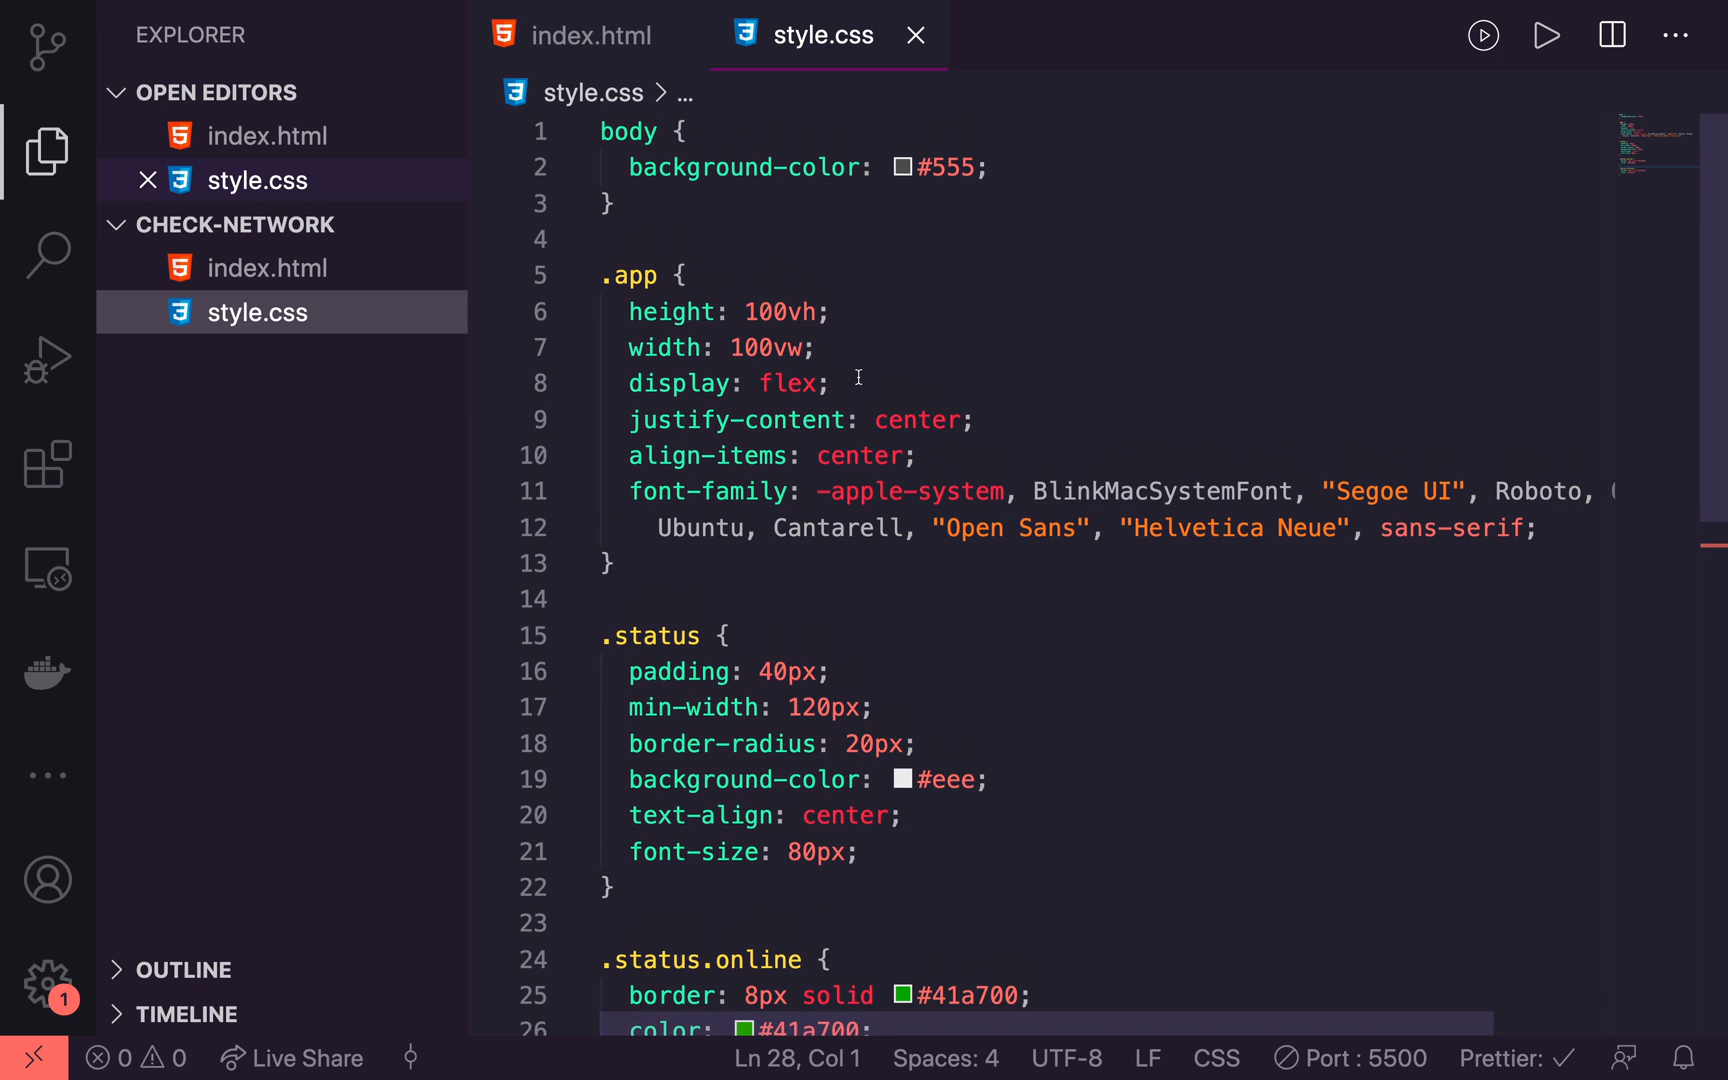 EXPLORER
OPEN EDITORS
index.html
style.css
CHECK-NETWORK
index.html
style.css
OUTLINE
TIMELINE
1
index.html
style.css
style.css > ...
1 body {
2 background-color: #555;
3 }
4
5 .app {
6 height: 100vh;
7 width: 100vw;
8 display: flex;
9 justify-content: center;
10 align-items: center;
11 font-family: -apple-system, BlinkMacSystemFont, "Segoe UI", Roboto,
12 Ubuntu, Cantarell, "Open Sans", "Helvetica Neue", sans-serif;
13 }
14
15 .status {
16 padding: 40px;
17 min-width: 120px;
18 border-radius: 20px;
19 background-color: #eee;
20 text-align: center;
21 font-size: 80px;
22 }
23
24 .status.online {
25 border: 8px solid #41a700;
26 color: #41a700;
0 0 Live Share Ln 28, Col 1 Spaces: 4 UTF-8 LF CSS Port : 5500 Prettier: ✓